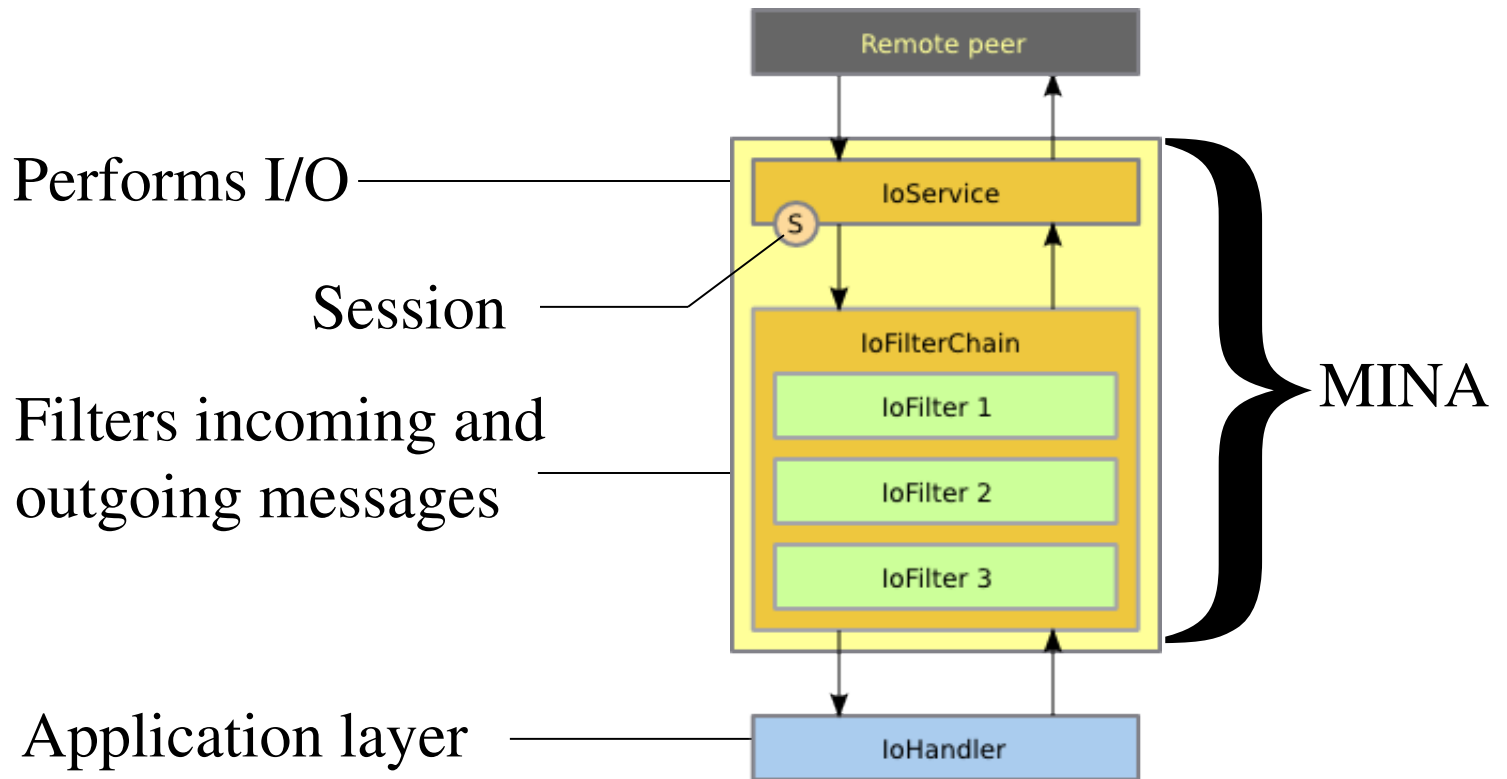 Remote peer
Performs I/O
IoService
S
Session
IoFilterChain
MINA
Filters incoming and
outgoing messages
IoFilter 1
IoFilter 2
IoFilter 3
Application layer
IoHandler